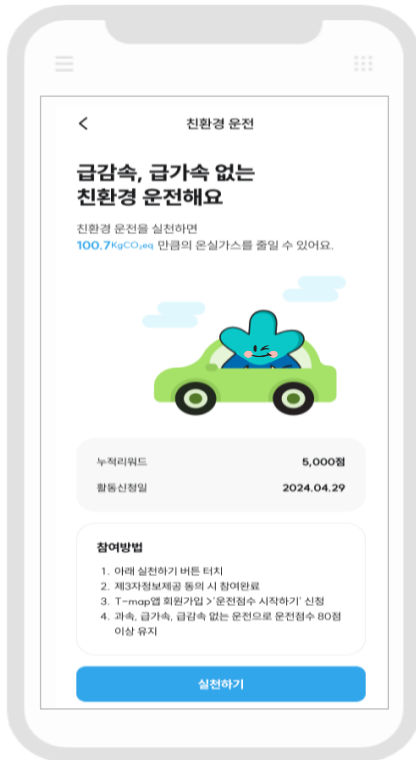 친환경 운전
급감속, 급가속 없는
친환경 운전해요
친환경 운전을 실천하면
100.7KgCO₂eq 만큼의 온실가스를 줄일 수 있어요.
누적리워드 5,000점
활동신청일 2024.04.29
참여방법
1. 아래 실천하기 버튼 터치
2. 제3자정보제공 동의 시 참여완료
3. T-map앱 회원가입 >'운전점수 시작하기' 신청
4. 과속, 급가속, 급감속 없는 운전으로 운전점수 80점
이상 유지
실천하기